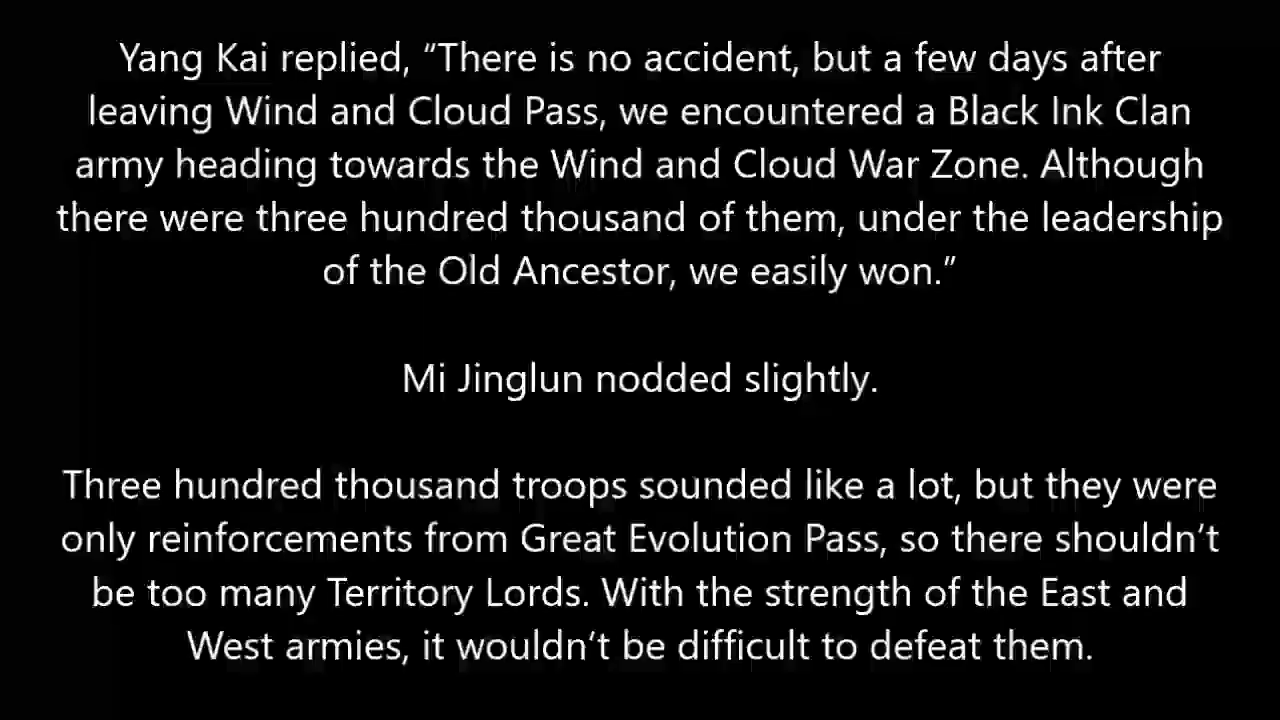 Yang Kai replied, “There is no accident, but a few days after
leaving Wind and Cloud Pass, we encountered a Black Ink Clan
army heading towards the Wind and Cloud War Zone. Although
there were three hundred thousand of them, under the leadership
of the Old Ancestor, we easily won.”
Mi Jinglun nodded slightly.
Three hundred thousand troops sounded like a lot, but they were
only reinforcements from Great Evolution Pass, so there shouldn’t
be too many Territory Lords. With the strength of the East and
West armies, it wouldn’t be difficult to defeat them.